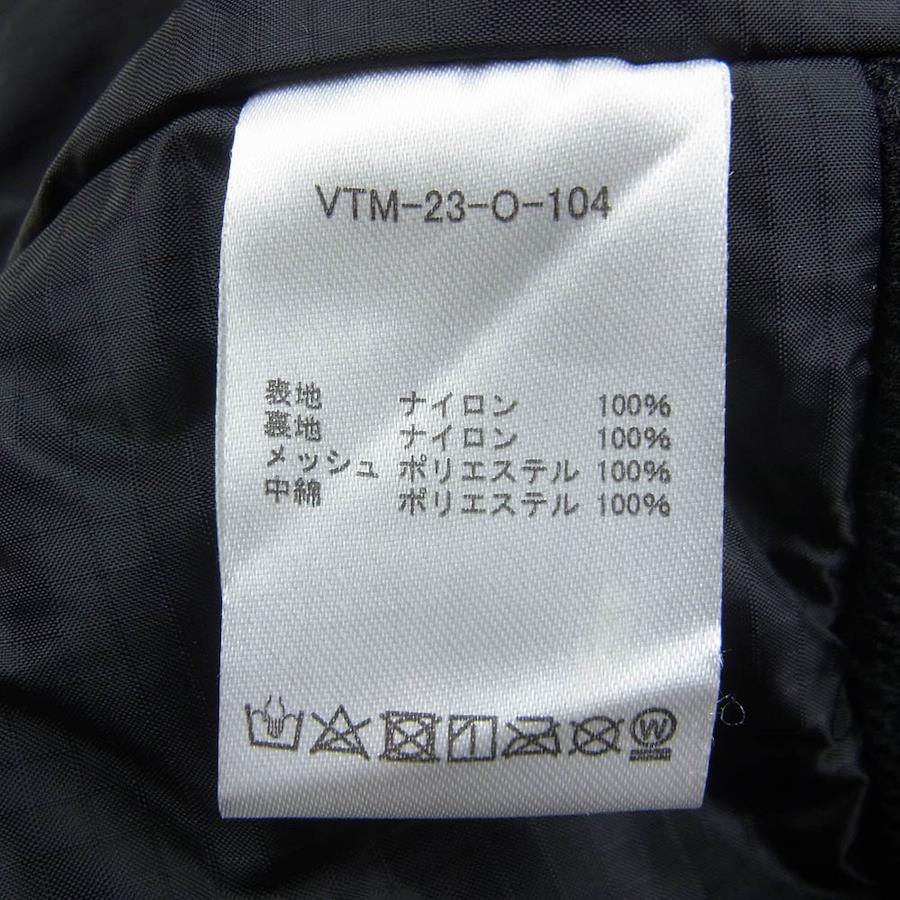 VTM-23-O-104
表地 ナイロン 100%
裏地 ナイロン 100%
メッシュ ポリエステル 100%
中綿 ポリエステル 100%
W